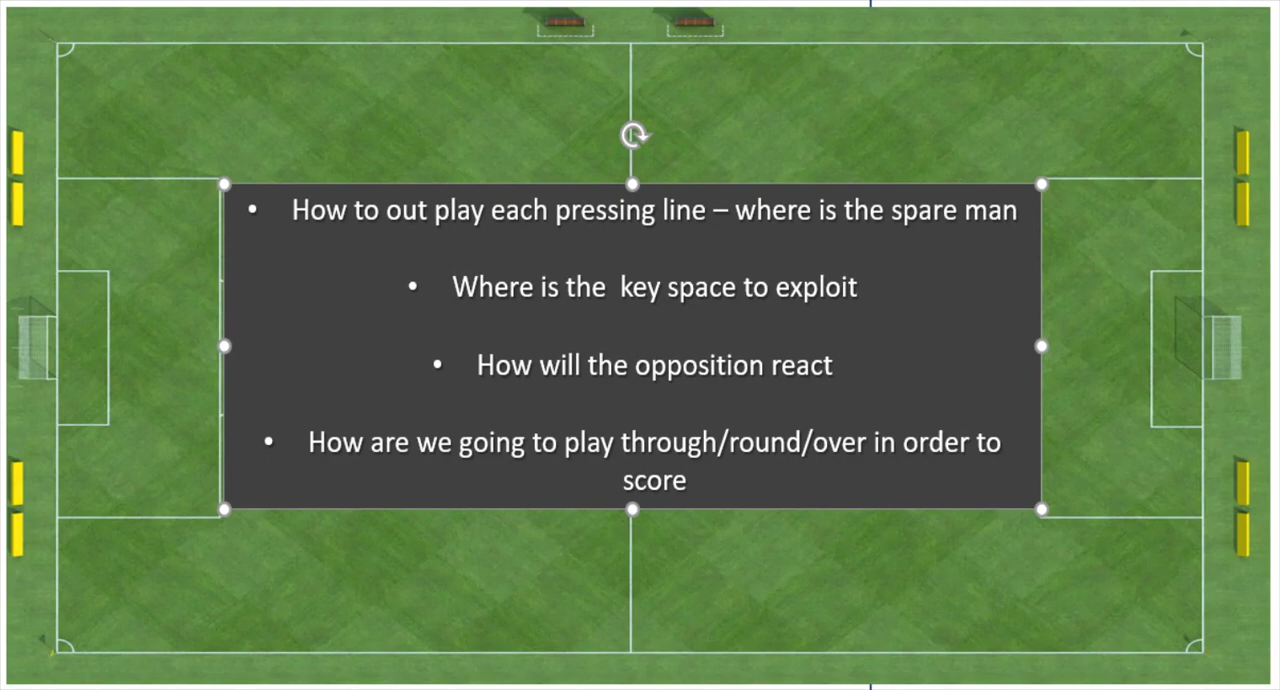 • How to out play each pressing line – where is the spare man
• Where is the  key space to exploit
• How will the opposition react
• How are we going to play through/round/over in order to
score